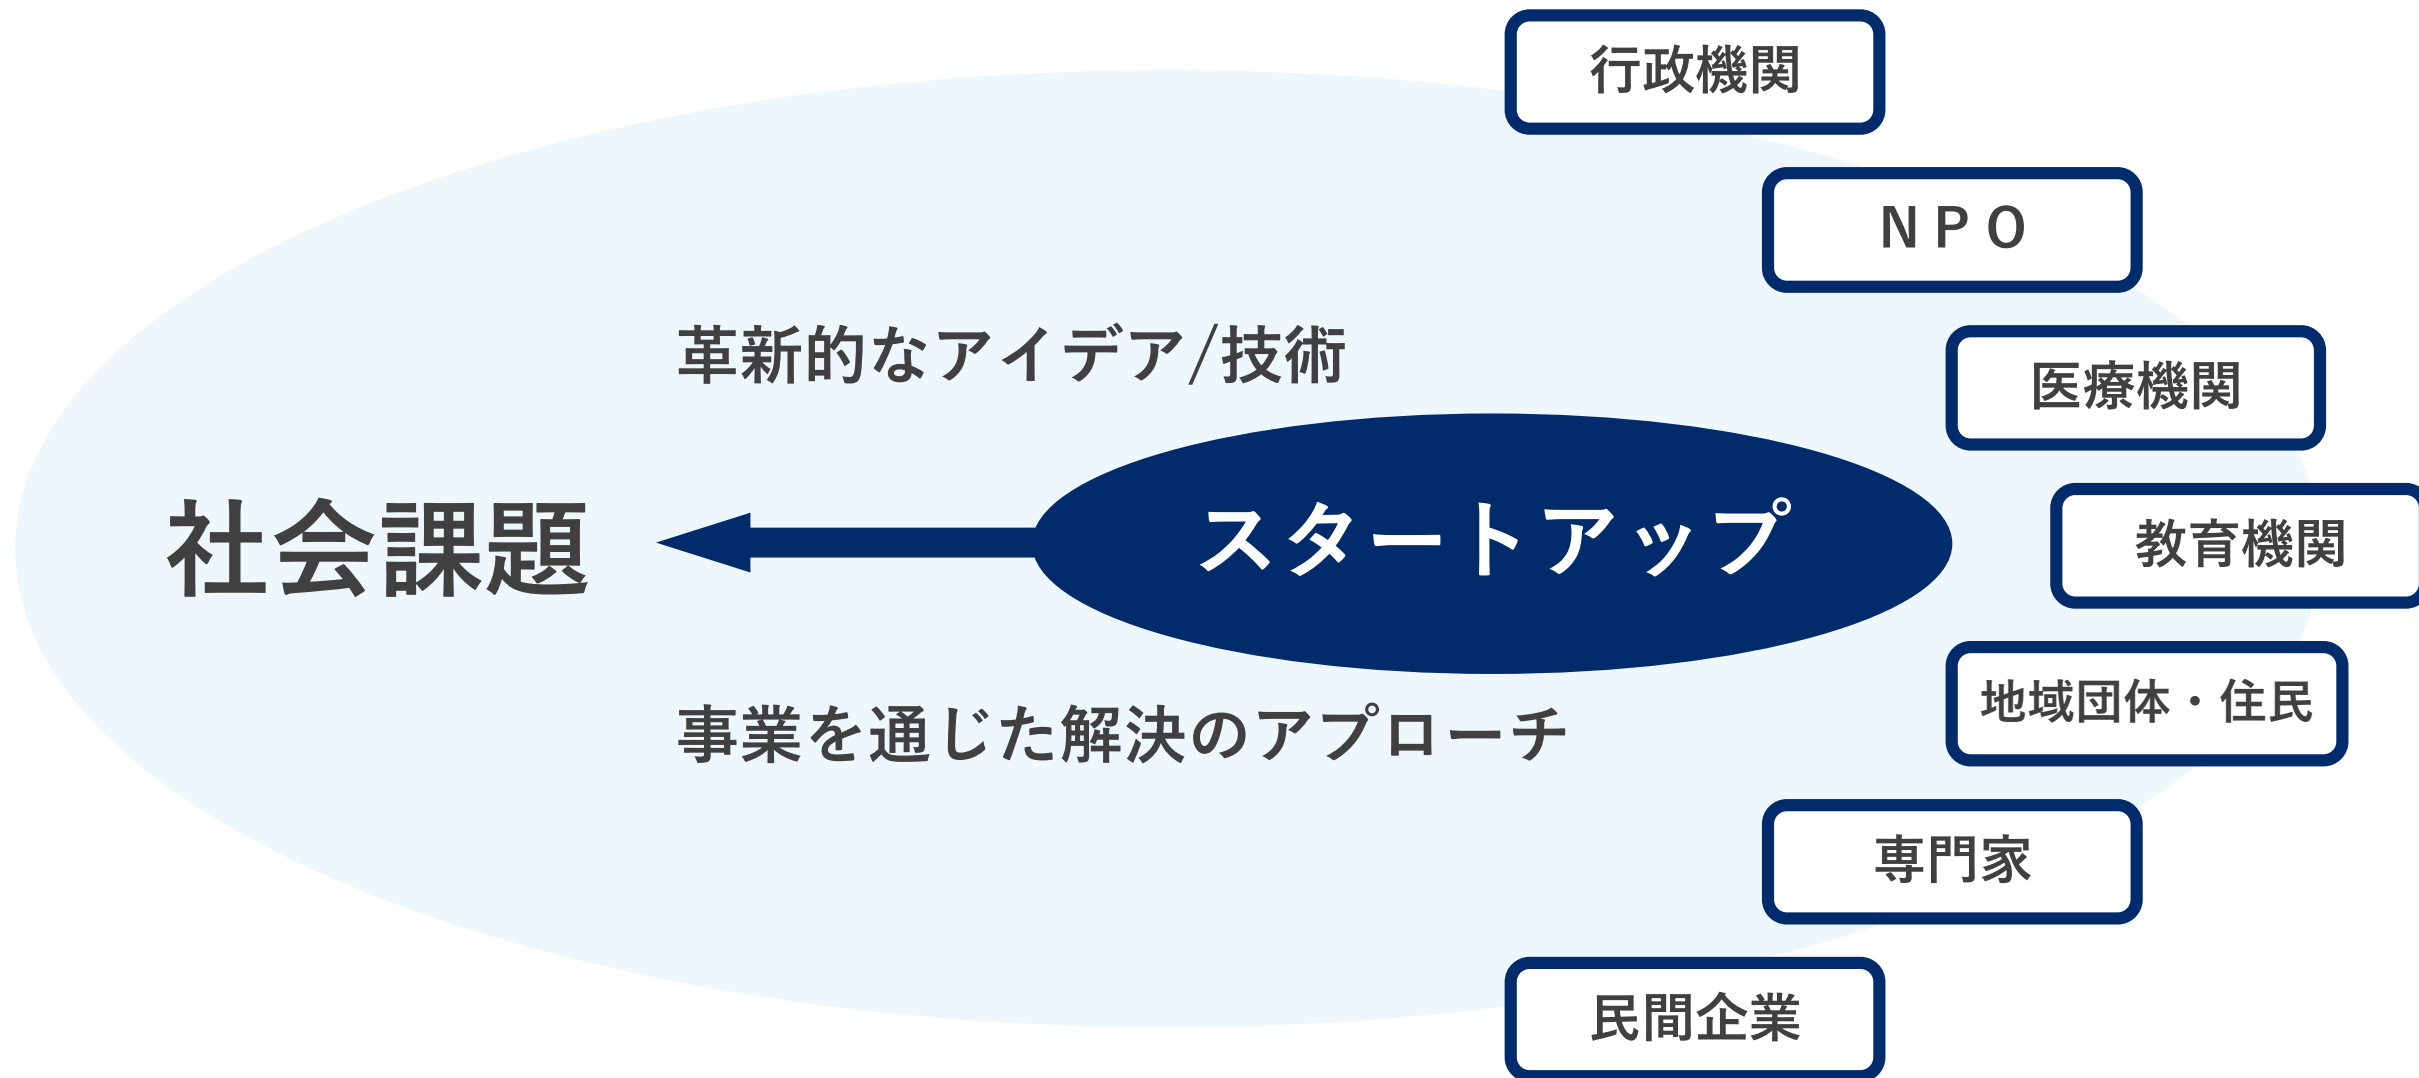 行政機関
ＮＰＯ
医療機関
革新的なアイデア/技術
社会課題
スタートアップ
教育機関
地域団体・住民
事業を通じた解決のアプローチ
専門家
民間企業